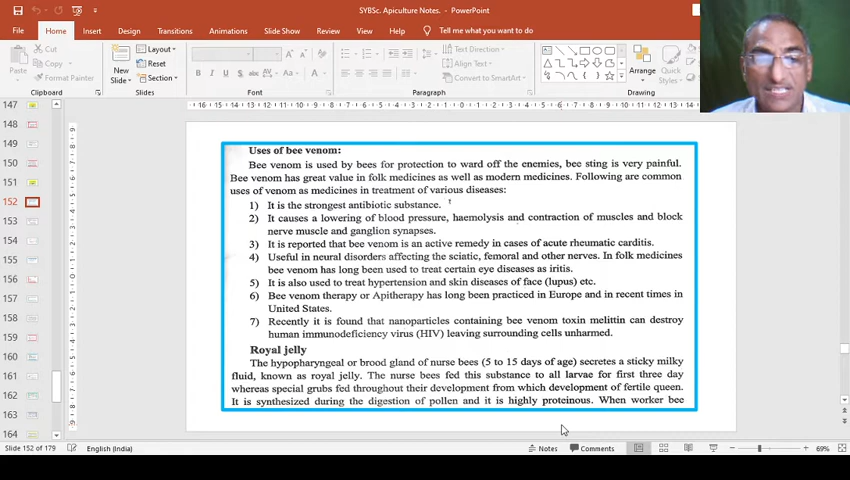 SYBSc. Apiculture Notes. - PowerPoint
File Home Insert Design Transitions Animations Slide Show Review View Help Tell me what you want to do
Cut
Copy
Format Painter
Paste
Clipboard
New
Slide
Layout
Reset
Section
Slides
B I U S
Font
Paragraph
Text Direction
Align Text
Convert to SmartArt
Arrange
Quick
Styles
Drawing
147
148
149
150
151
152
153
154
155
156
157
158
159
160
161
162
163
164
Uses of bee venom:
Bee venom is used by bees for protection to ward off the enemies, bee sting is very painful.
Bee venom has great value in folk medicines as well as modern medicines. Following are common
uses of venom as medicines in treatment of various diseases:
1) It is the strongest antibiotic substance.
2) It causes a lowering of blood pressure, haemolysis and contraction of muscles and block
nerve muscle and ganglion synapses.
3) It is reported that bee venom is an active remedy in cases of acute rheumatic carditis.
4) Useful in neural disorders affecting the sciatic, femoral and other nerves. In folk medicines
bee venom has long been used to treat certain eye diseases as iritis.
5) It is also used to treat hypertension and skin diseases of face (lupus) etc.
6) Bee venom therapy or Apitherapy has long been practiced in Europe and in recent times in
United States.
7) Recently it is found that nanoparticles containing bee venom toxin melittin can destroy
human immunodeficiency virus (HIV) leaving surrounding cells unharmed.
Royal jelly
The hypopharyngeal or brood gland of nurse bees (5 to 15 days of age) secretes a sticky milky
fluid, known as royal jelly. The nurse bees fed this substance to all larvae for first three day
whereas special grubs fed throughout their development from which development of fertile queen.
It is synthesized during the digestion of pollen and it is highly proteinous. When worker bee
Slide 152 of 179 English (India) Notes Comments 69%